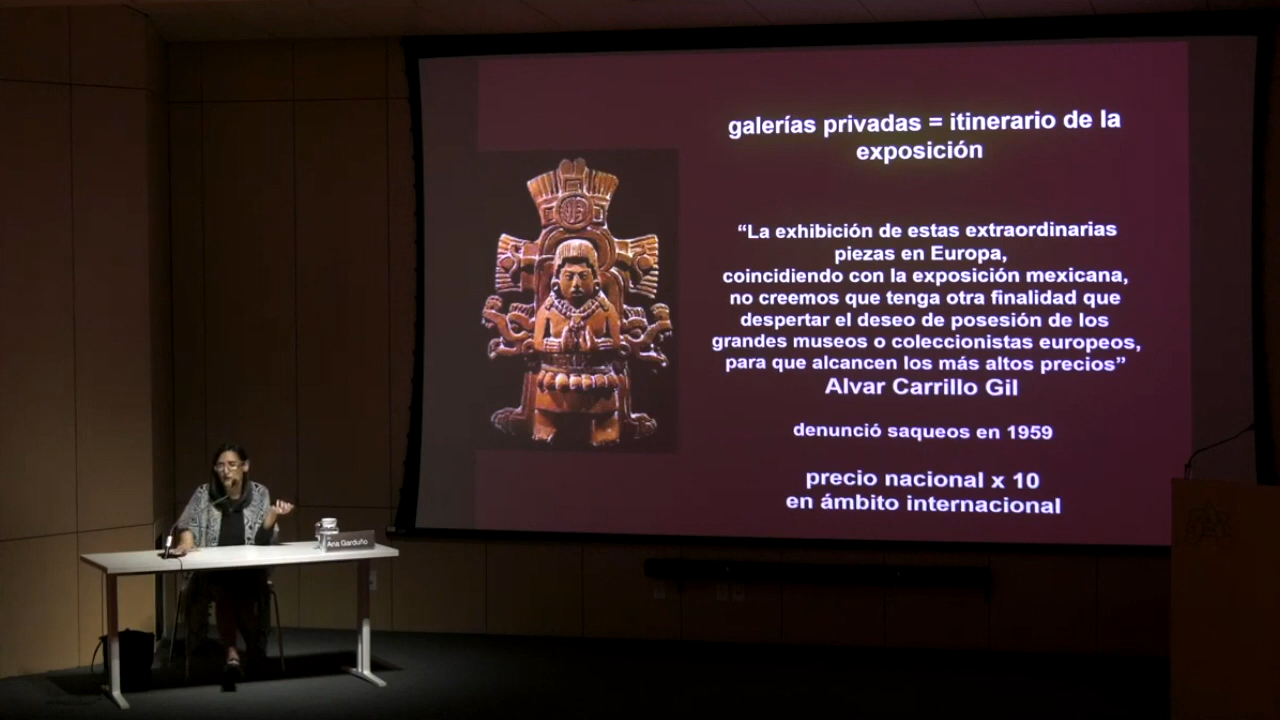 galerías privadas = itinerario de la
exposición
“La exhibición de estas extraordinarias
piezas en Europa,
coincidiendo con la exposición mexicana,
no creemos que tenga otra finalidad que
despertar el deseo de posesión de los
grandes museos o coleccionistas europeos,
para que alcancen los más altos precios”
Alvar Carrillo Gil
denunció saqueos en 1959
precio nacional x 10
en ámbito internacional
Ana Garduño